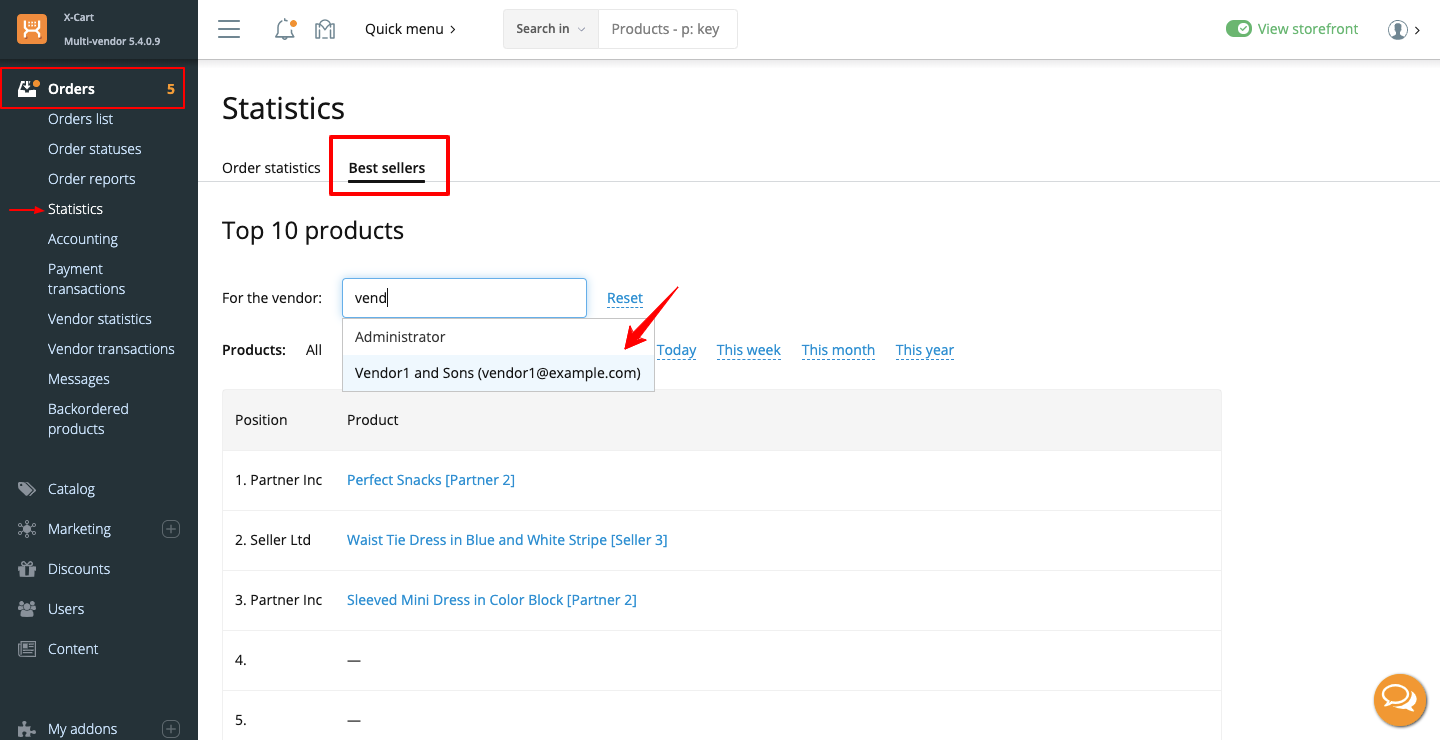 X-Cart
Multi-vendor 5.4.0.9
Quick menu
Search in
Products - p: key
View storefront
Orders 5
Orders list
Order statuses
Order reports
Statistics
Accounting
Payment
transactions
Vendor statistics
Vendor transactions
Messages
Backordered
products
Catalog
Marketing
Discounts
Users
Content
My addons
Statistics
Order statistics Best sellers
Top 10 products
For the vendor: vend Reset
Administrator
Vendor1 and Sons (vendor1@example.com)
Products: All Today This week This month This year
Position Product
1. Partner Inc Perfect Snacks [Partner 2]
2. Seller Ltd Waist Tie Dress in Blue and White Stripe [Seller 3]
3. Partner Inc Sleeved Mini Dress in Color Block [Partner 2]
4. —
5. —